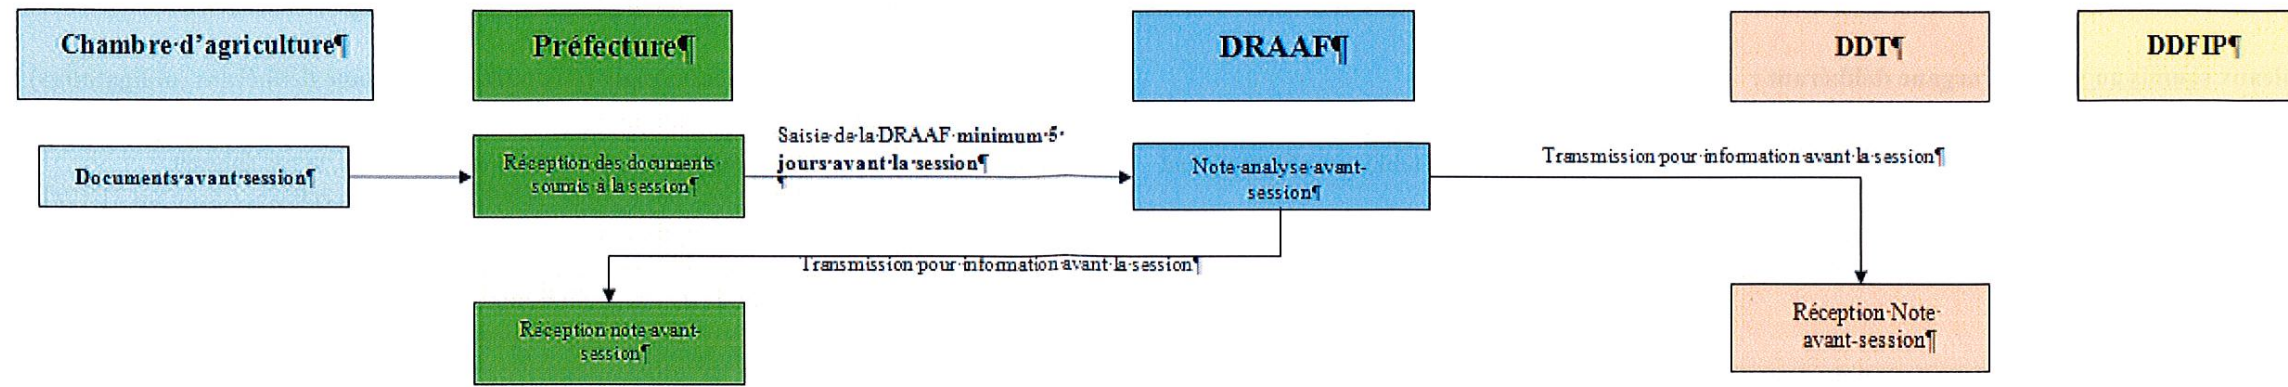 Chambre·d'agriculture¶
Préfecture¶
DRAAF¶
DDT¶
DDFIP¶
Documents·avant·session¶
Réception·des·documents·
soumis·à·la·session¶
Saisie·de·la·DRAAF·minimum·5·
jours·avant·la·session¶
¶
Note·analyse·avant-
session¶
Transmission·pour·information·avant·la·session¶
Transmission·pour·information·avant·la·session¶
Réception·note·avant-
session¶
Réception·Note·
avant-session¶